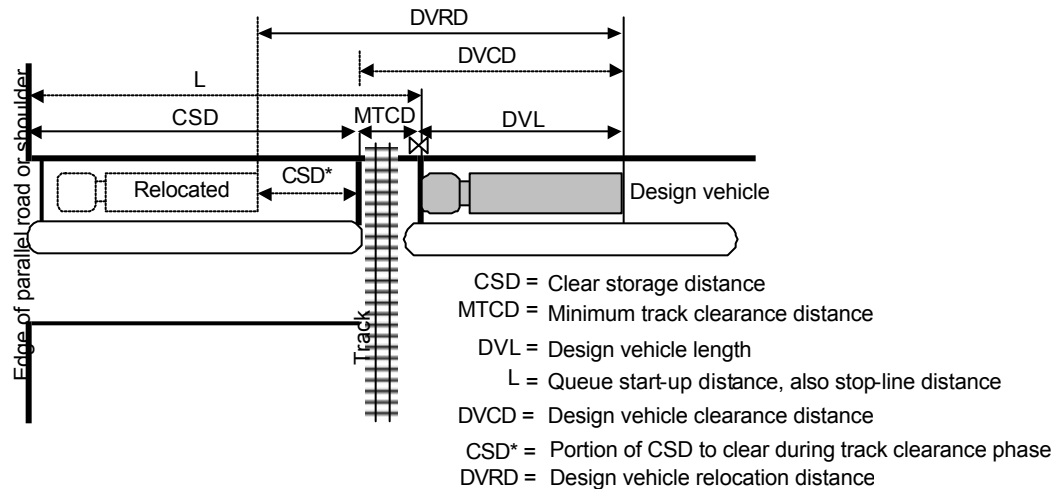 DVRD
DVCD
L
CSD
MTCD
DVL
Relocated
CSD*
Design vehicle
Edge of parallel road or shoulder
Track
CSD = Clear storage distance
MTCD = Minimum track clearance distance
DVL = Design vehicle length
L = Queue start-up distance, also stop-line distance
DVCD = Design vehicle clearance distance
CSD* = Portion of CSD to clear during track clearance phase
DVRD = Design vehicle relocation distance